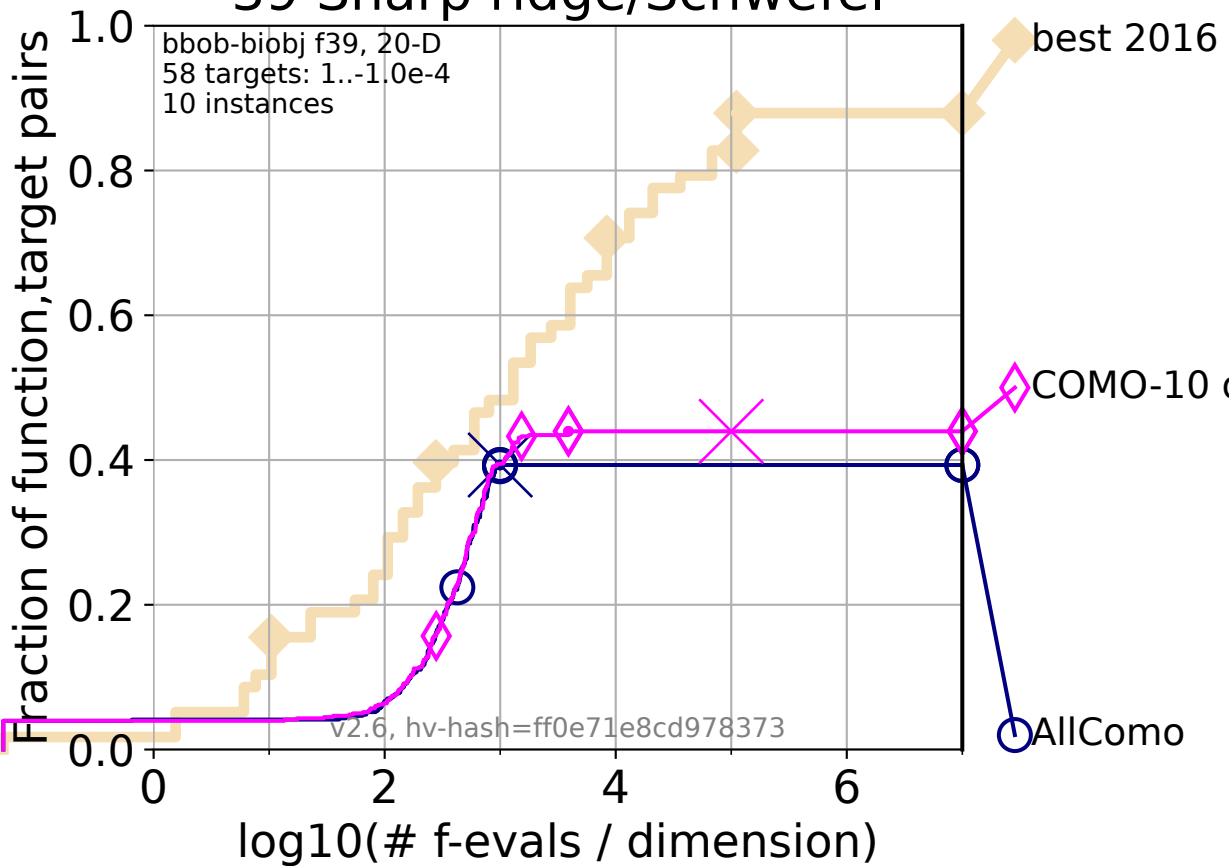 bbob-biobj f39, 20-D
58 targets: 1..-1.0e-4
10 instances
Fraction of function,target pairs
1.0
0.8
0.6
0.4
0.2
0.0
best 2016
COMO-10
AllComo
v2.6, hv-hash=ff0e71e8cd978373
0
2
4
6
log10(# f-evals / dimension)